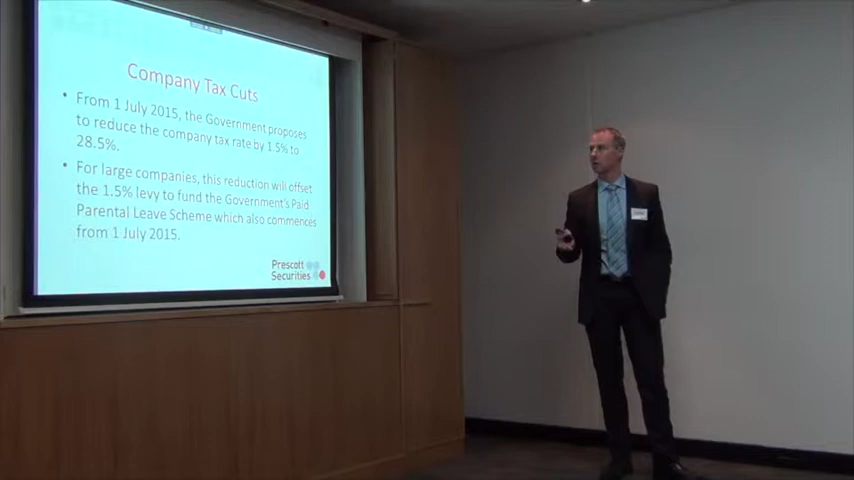 Company Tax Cuts
• From 1 July 2015, the Government proposes
to reduce the company tax rate by 1.5% to
28.5%.
• For large companies, this reduction will offset
the 1.5% levy to fund the Government's Paid
Parental Leave Scheme which also commences
from 1 July 2015.
Prescott
Securities